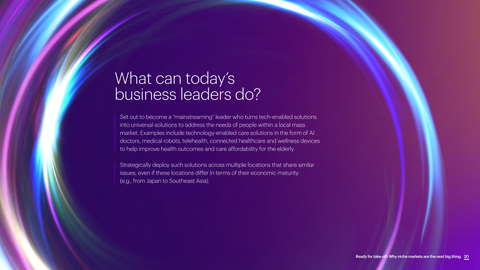 What can today's
business leaders do?
Set out to become a "mainstreaming" leader who turns tech-enabled solutions
into universal solutions to address the needs of people within a local mass
market. Examples include technology-enabled care solutions in the form of AI
doctors, medical robots, telehealth, connected healthcare and wellness devices
to help improve health outcomes and care affordability for the elderly.
Strategically deploy such solutions across multiple locations that share similar
issues, even if these locations differ in terms of their economic maturity
(e.g., from Japan to Southeast Asia).
Ready for take-off? Why niche markets are the next big thing 20